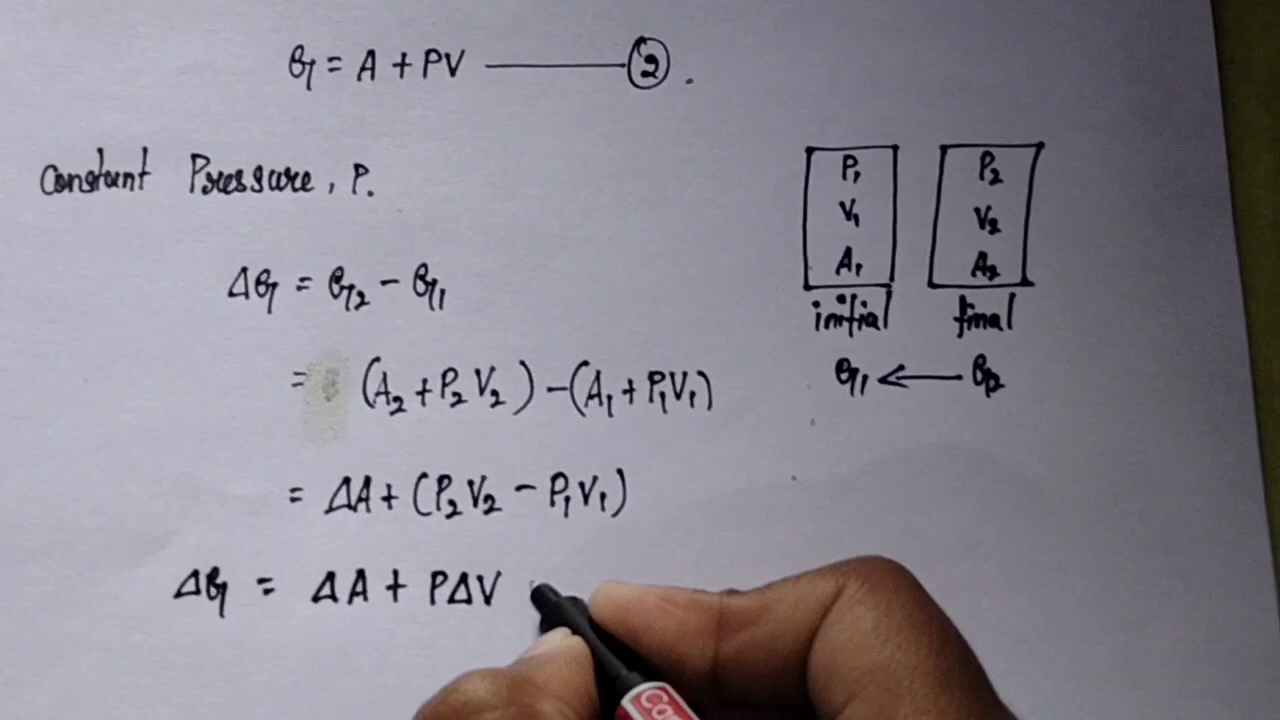 G = A + PV ——— ②.
Constant Pressure, P.
P₁
V₁
A₁
initial
P₂
V₂
A₂
final
ΔG = G₂ - G₁
G₁ ← G₂
= (A₂ + P₂V₂) - (A₁ + P₁V₁)
= ΔA + (P₂V₂ - P₁V₁)
ΔG = ΔA + PΔV